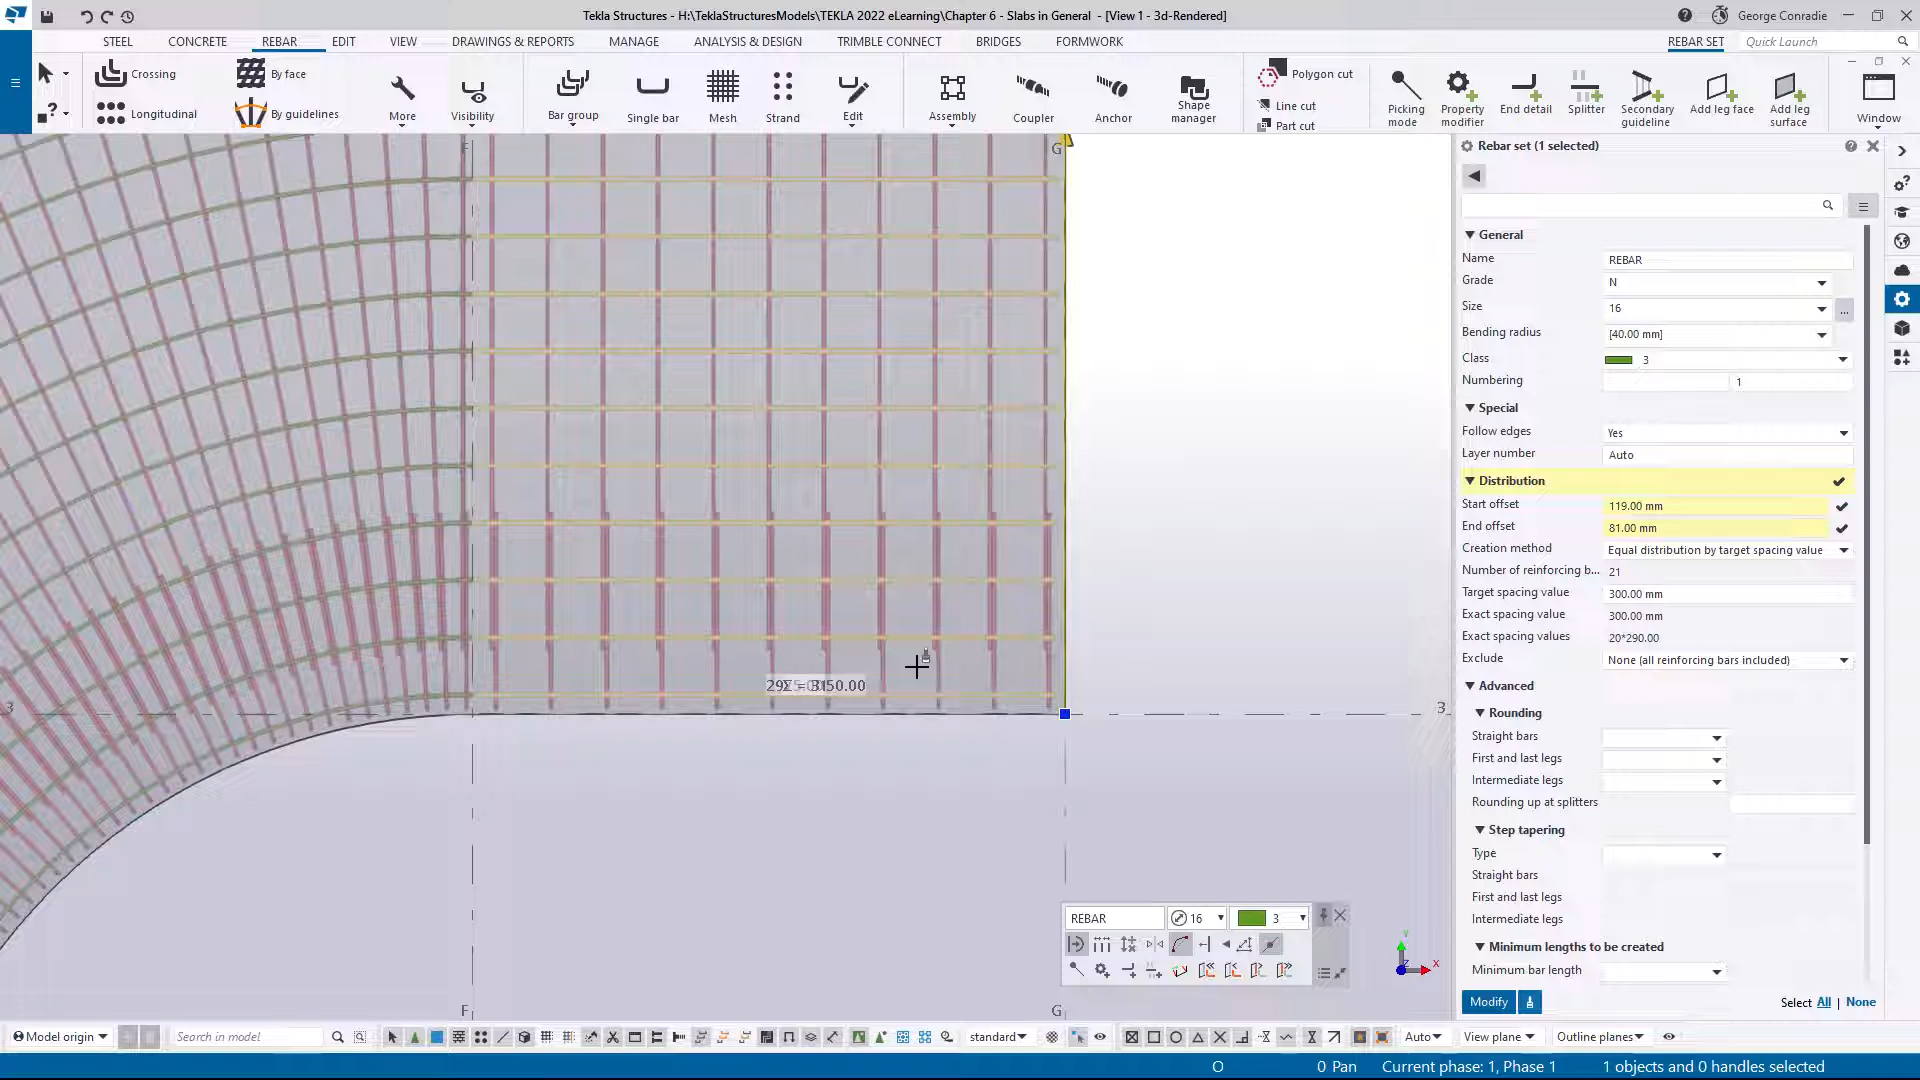 Tekla Structures - H:\TeklaStructuresModels\TEKLA 2022 eLearning\Chapter 6 - Slabs in General - [View 1 - 3d-Rendered]
George Conradie
STEEL
CONCRETE
REBAR
EDIT
VIEW
DRAWINGS & REPORTS
MANAGE
ANALYSIS & DESIGN
TRIMBLE CONNECT
BRIDGES
FORMWORK
REBAR SET
Quick Launch
Crossing
Longitudinal
By face
By guidelines
More
Visibility
Bar group
Single bar
Mesh
Strand
Edit
Assembly
Coupler
Anchor
Shape
manager
Polygon cut
Line cut
Part cut
Picking
mode
Property
modifier
End detail
Splitter
Secondary
guideline
Add leg face
Add leg
surface
Window
F
G
3
3
F
G
Rebar set (1 selected)
General
Name
REBAR
Grade
N
Size
16
...
Bending radius
[40.00 mm]
Class
3
Numbering
1
Special
Follow edges
Yes
Layer number
Auto
Distribution
Start offset
119.00 mm
End offset
81.00 mm
Creation method
Equal distribution by target spacing value
Number of reinforcing b...
21
Target spacing value
300.00 mm
Exact spacing value
300.00 mm
Exact spacing values
20*290.00
Exclude
None (all reinforcing bars included)
Advanced
Rounding
Straight bars
First and last legs
Intermediate legs
Rounding up at splitters
Step tapering
Type
Straight bars
First and last legs
Intermediate legs
Minimum lengths to be created
Minimum bar length
Modify
Select All | None
REBAR
16
3
Y
Z
X
Model origin
Search in model
standard
Auto
View plane
Outline planes
O
0 Pan
Current phase: 1, Phase 1
1 objects and 0 handles selected